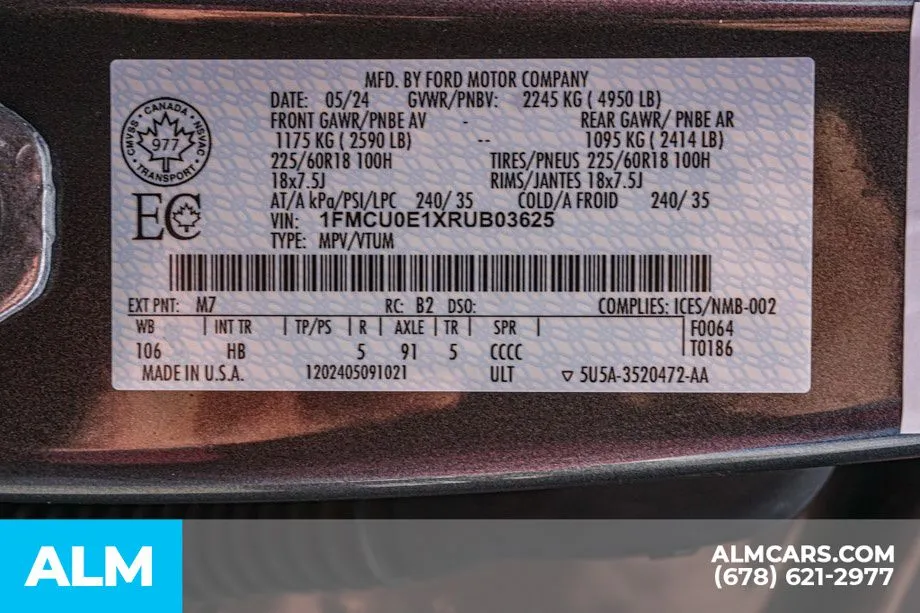 MFD. BY FORD MOTOR COMPANY
DATE: 05/24 GVWR/PNBV: 2245 KG ( 4950 LB)
FRONT GAWR/PNBE AV - REAR GAWR/ PNBE AR
1175 KG ( 2590 LB) -- 1095 KG ( 2414 LB)
225/60R18 100H TIRES/PNEUS 225/60R18 100H
18x7.5J RIMS/JANTES 18x7.5J
AT/A kPa/PSI/LPC 240/ 35 COLD/A FROID 240/ 35
VIN: 1FMCU0E1XRUB03625
TYPE: MPV/VTUM
CMVSS • CANADA • NSVAC • TRANSPORT •
977
EC
EXT PNT: M7 RC: B2 DSO: COMPLIES: ICES/NMB-002
WB | INT TR | TP/PS | R | AXLE | TR | SPR | F0064
106 HB 5 91 5 CCCC T0186
MADE IN U.S.A. 1202405091021 ULT ▽ 5U5A-3520472-AA
ALM
ALMCARS.COM
(678) 621-2977